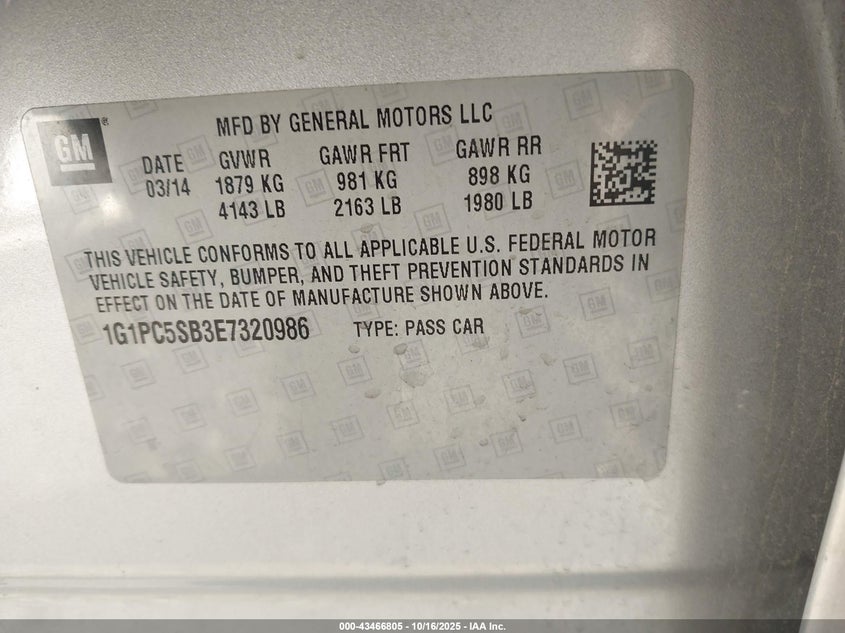 GM ®
MFD BY GENERAL MOTORS LLC
DATE GVWR GAWR FRT GAWR RR
03/14 1879 KG 981 KG 898 KG
4143 LB 2163 LB 1980 LB
THIS VEHICLE CONFORMS TO ALL APPLICABLE U.S. FEDERAL MOTOR
VEHICLE SAFETY, BUMPER, AND THEFT PREVENTION STANDARDS IN
EFFECT ON THE DATE OF MANUFACTURE SHOWN ABOVE.
1G1PC5SB3E7320986 TYPE: PASS CAR
000-43466805 - 10/16/2025 - IAA Inc.